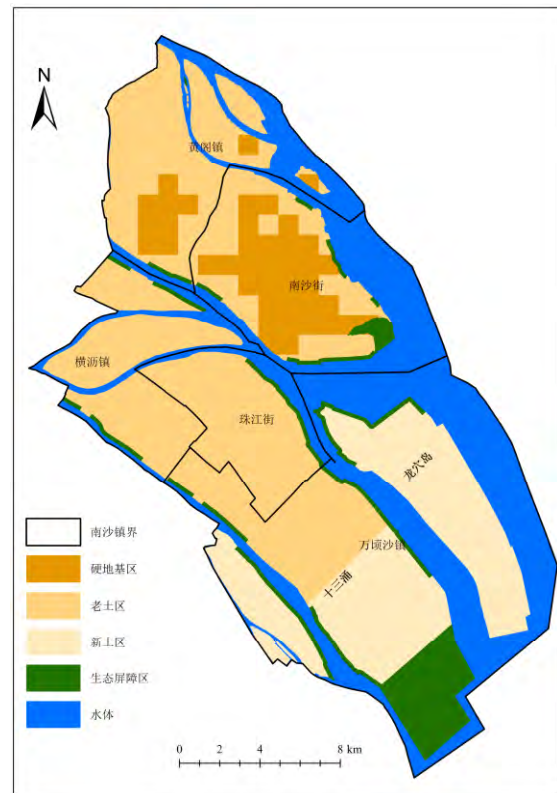 N
黄阁镇
南沙街
横沥镇
珠江街
龙穴岛
万顷沙镇
十三涌
南沙镇界
硬地基区
老土区
新工区
生态屏障区
水体
0 2 4 8 km